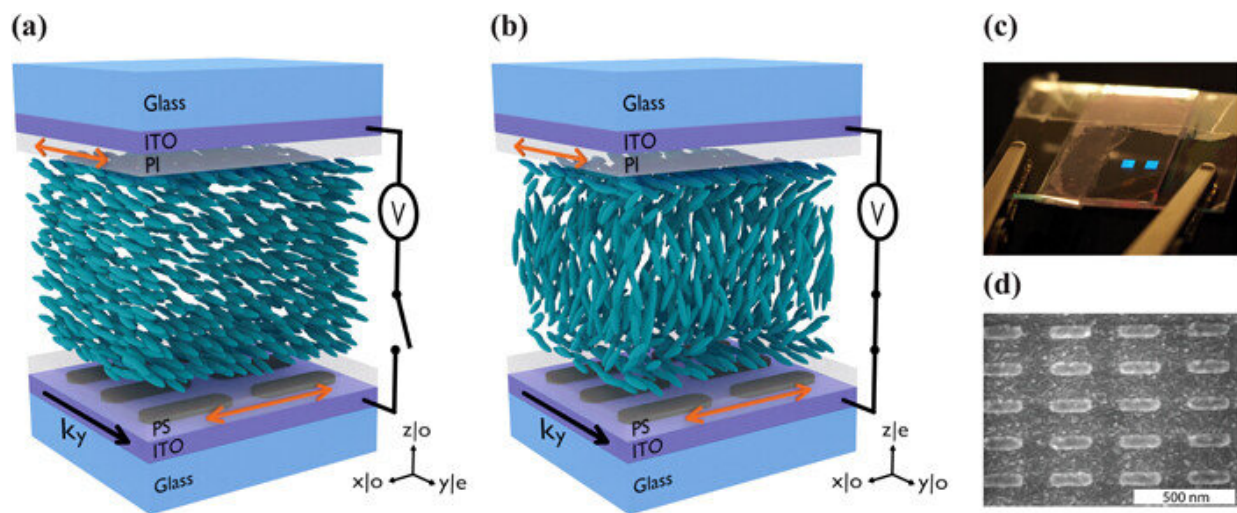 (a)
Glass
ITO
PI
V
ky
PS
ITO
Glass
z|o
x|o
y|e
(b)
Glass
ITO
PI
V
ky
PS
ITO
Glass
z|e
x|o
y|o
(c)
(d)
500 nm